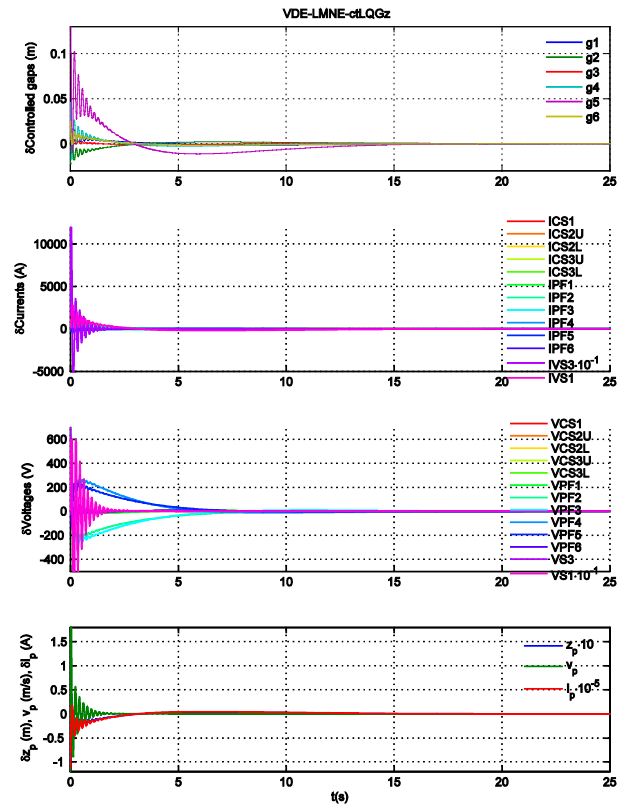 VDE-LMNE-ctLQGz
δControlled gaps (m)
0.1
0.05
0
0 5 10 15 20 25
g1
g2
g3
g4
g5
g6
δCurrents (A)
10000
5000
0
-5000
0 5 10 15 20 25
ICS1
ICS2U
ICS2L
ICS3U
ICS3L
IPF1
IPF2
IPF3
IPF4
IPF5
IPF6
IVS3·10⁻¹
IVS1
δVoltages (V)
600
400
200
0
-200
-400
0 5 10 15 20 25
VCS1
VCS2U
VCS2L
VCS3U
VCS3L
VPF1
VPF2
VPF3
VPF4
VPF5
VPF6
VS3
VS1·10⁻¹
δzₚ (m), vₚ (m/s), δIₚ (A)
1.5
1
0.5
0
-0.5
-1
0 5 10 15 20 25
zₚ·10
vₚ
Iₚ·10⁻⁵
t(s)